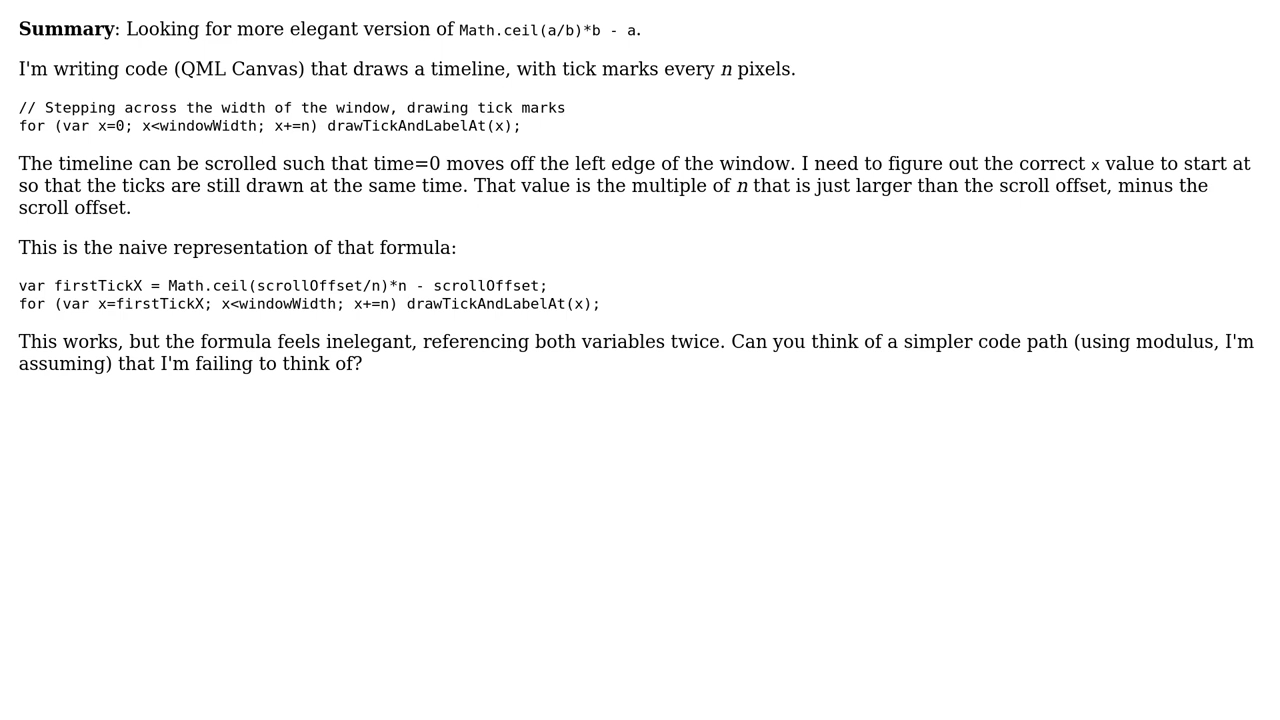 Summary: Looking for more elegant version of Math.ceil(a/b)*b - a.
I'm writing code (QML Canvas) that draws a timeline, with tick marks every n pixels.
// Stepping across the width of the window, drawing tick marks
for (var x=0; x<windowWidth; x+=n) drawTickAndLabelAt(x);
The timeline can be scrolled such that time=0 moves off the left edge of the window. I need to figure out the correct x value to start at
so that the ticks are still drawn at the same time. That value is the multiple of n that is just larger than the scroll offset, minus the
scroll offset.
This is the naive representation of that formula:
var firstTickX = Math.ceil(scrollOffset/n)*n - scrollOffset;
for (var x=firstTickX; x<windowWidth; x+=n) drawTickAndLabelAt(x);
This works, but the formula feels inelegant, referencing both variables twice. Can you think of a simpler code path (using modulus, I'm
assuming) that I'm failing to think of?